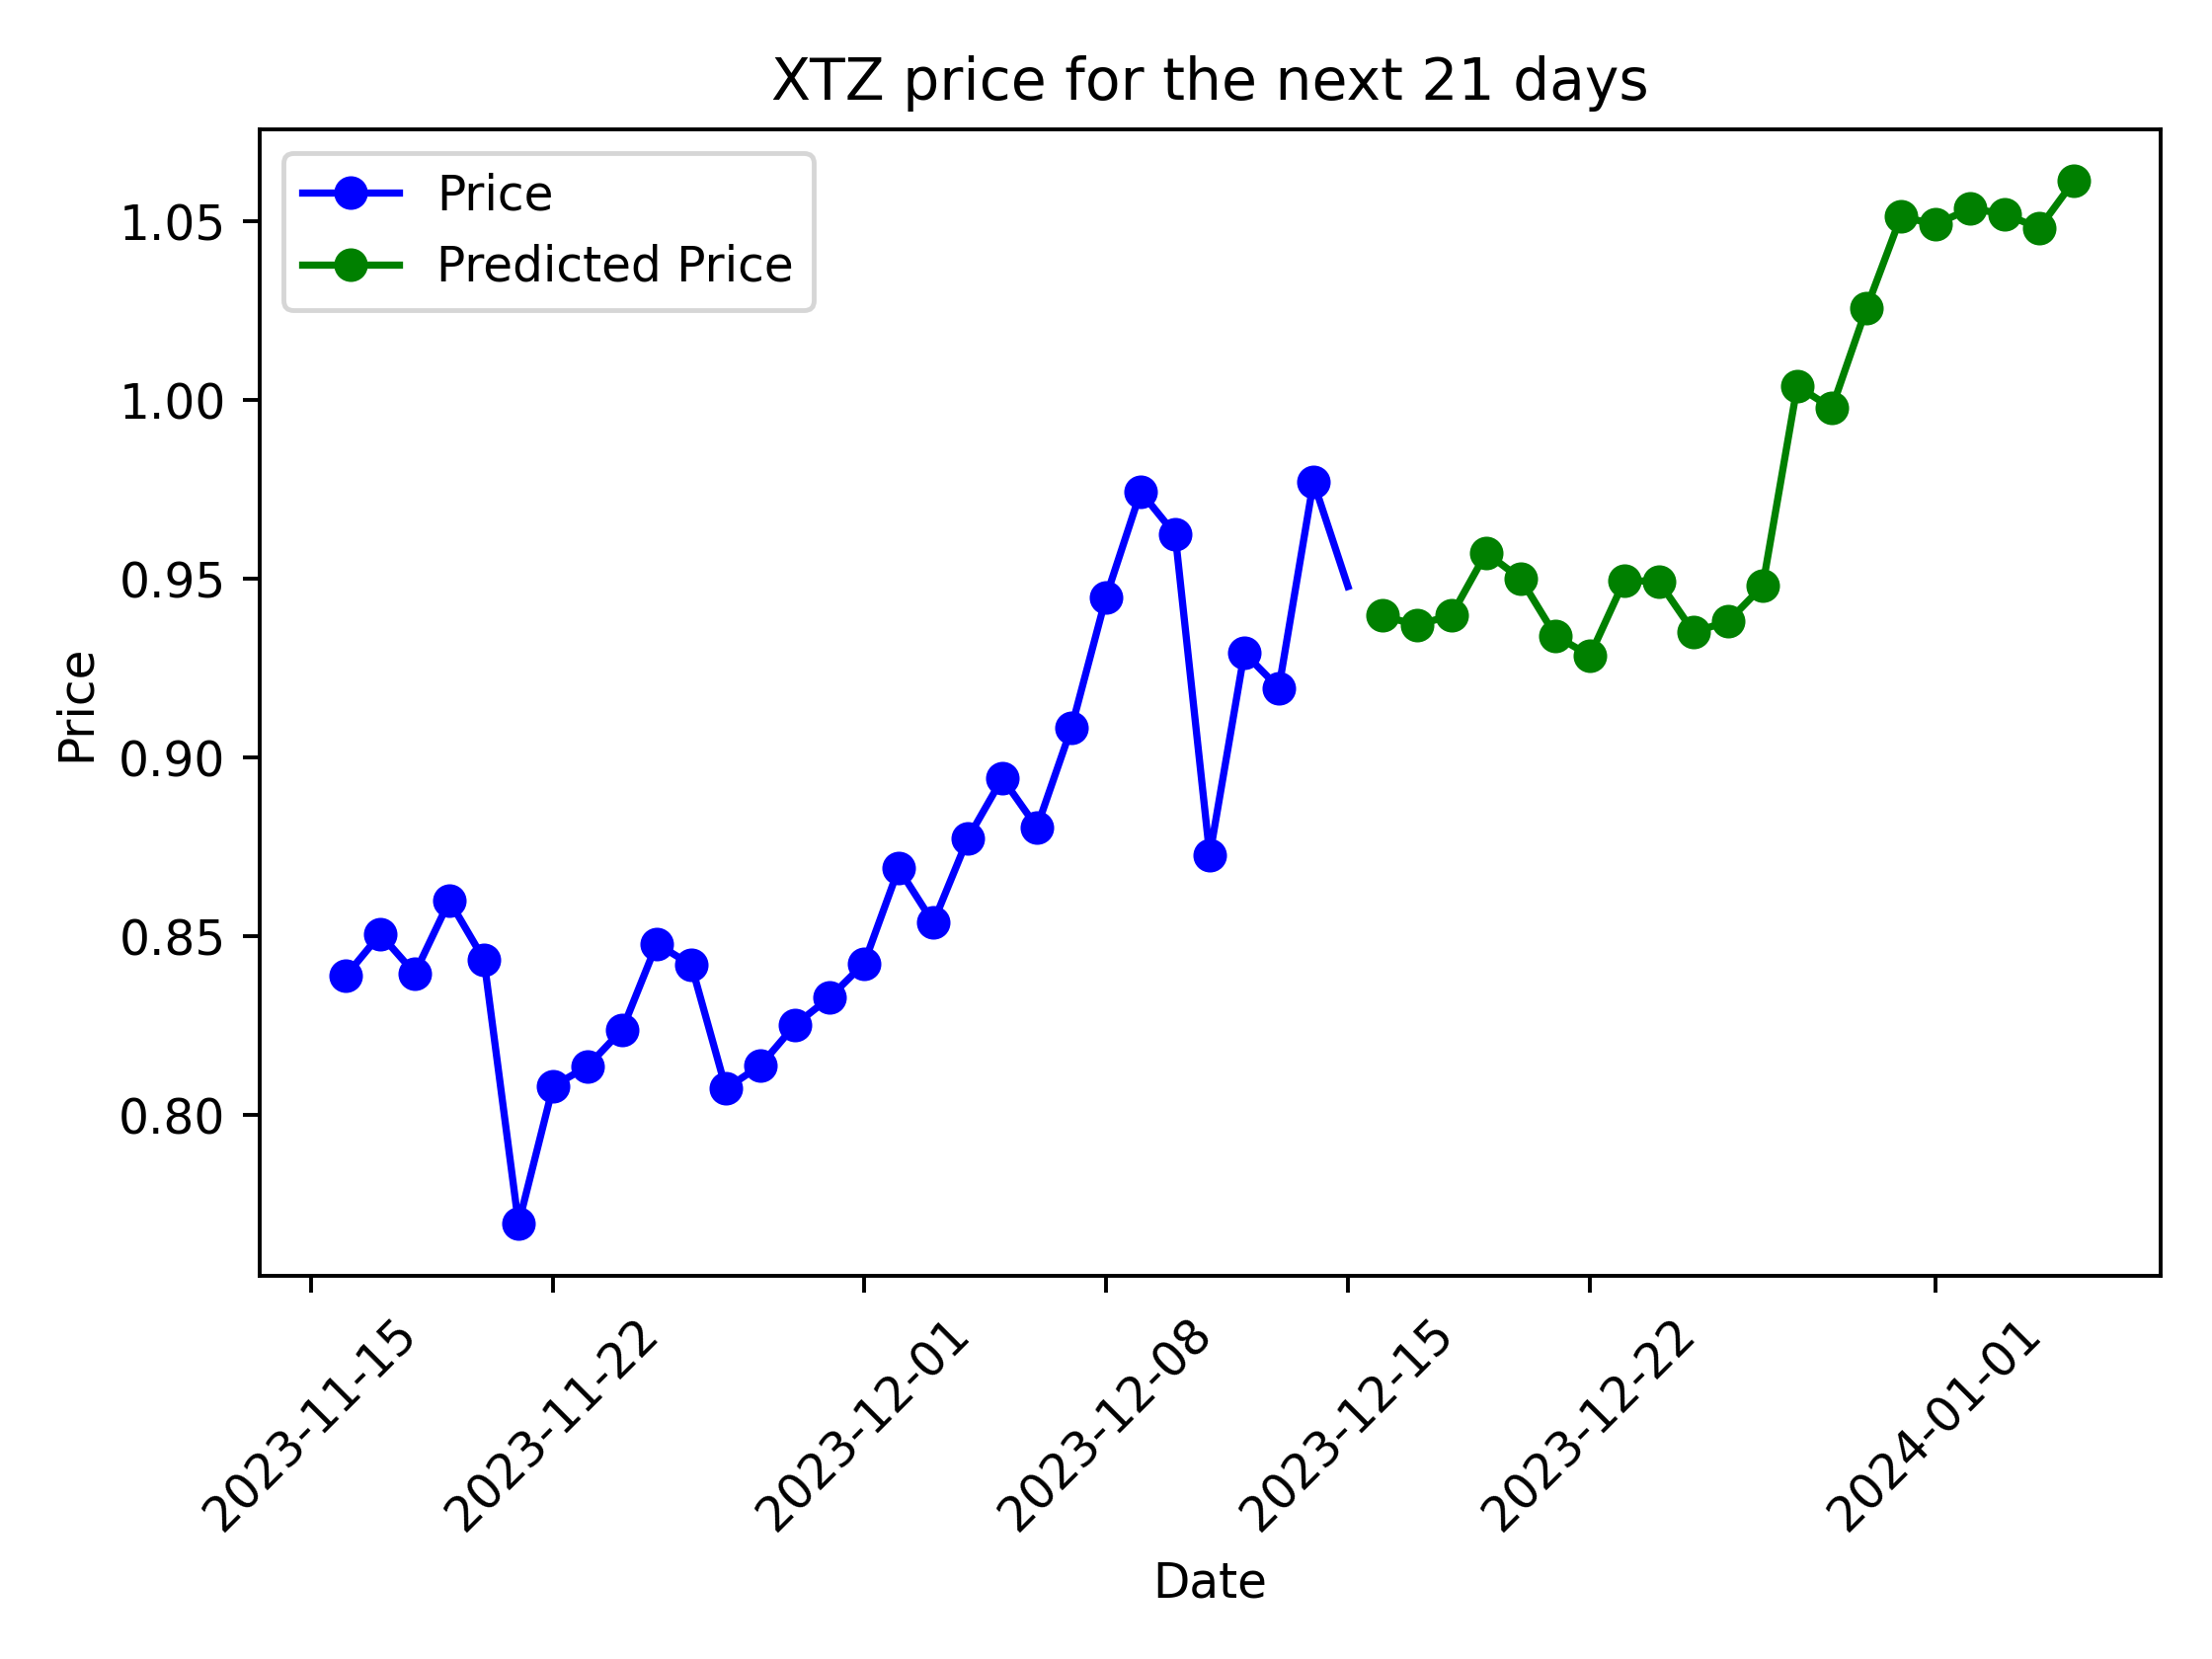 XTZ price for the next 21 days
Price
Predicted Price
1.05
1.00
0.95
0.90
0.85
0.80
Price
2023-11-15
2023-11-22
2023-12-01
2023-12-08
2023-12-15
2023-12-22
2024-01-01
Date